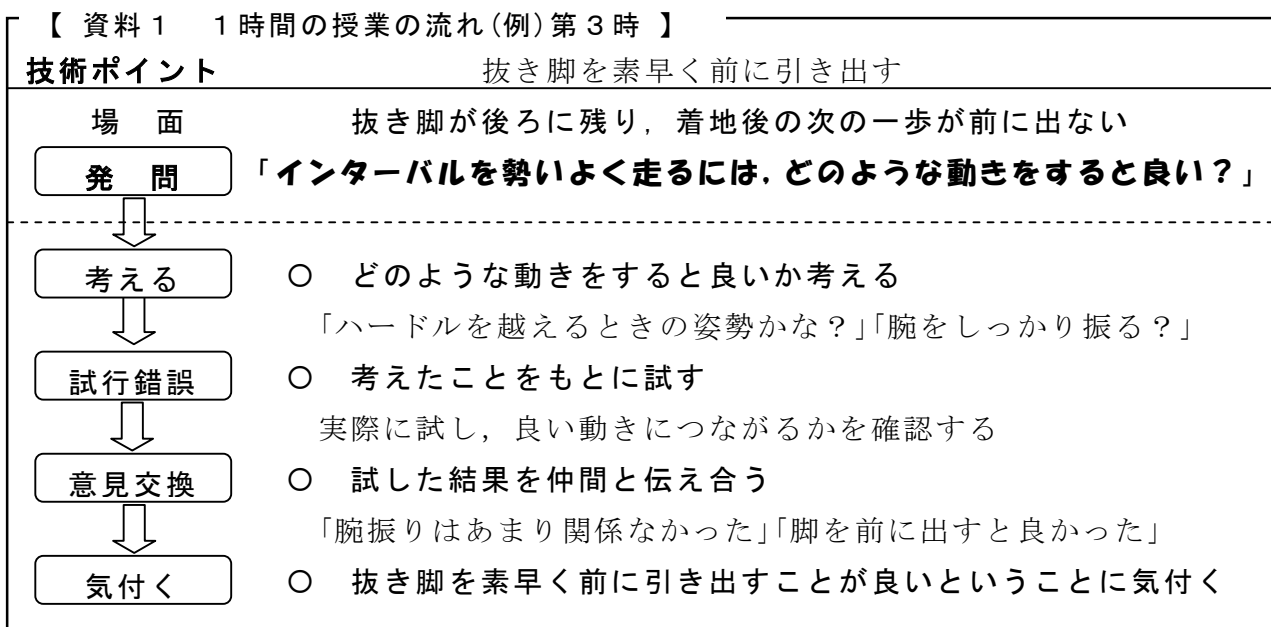 【 資料1 1時間の授業の流れ(例)第3時 】
技術ポイント 抜き脚を素早く前に引き出す
場 面 抜き脚が後ろに残り，着地後の次の一歩が前に出ない
発 問 「インターバルを勢いよく走るには，どのような動きをすると良い？」
考える ○ どのような動きをすると良いか考える
「ハードルを越えるときの姿勢かな？」「腕をしっかり振る？」
試行錯誤 ○ 考えたことをもとに試す
実際に試し，良い動きにつながるかを確認する
意見交換 ○ 試した結果を仲間と伝え合う
「腕振りはあまり関係なかった」「脚を前に出すと良かった」
気付く ○ 抜き脚を素早く前に引き出すことが良いということに気付く